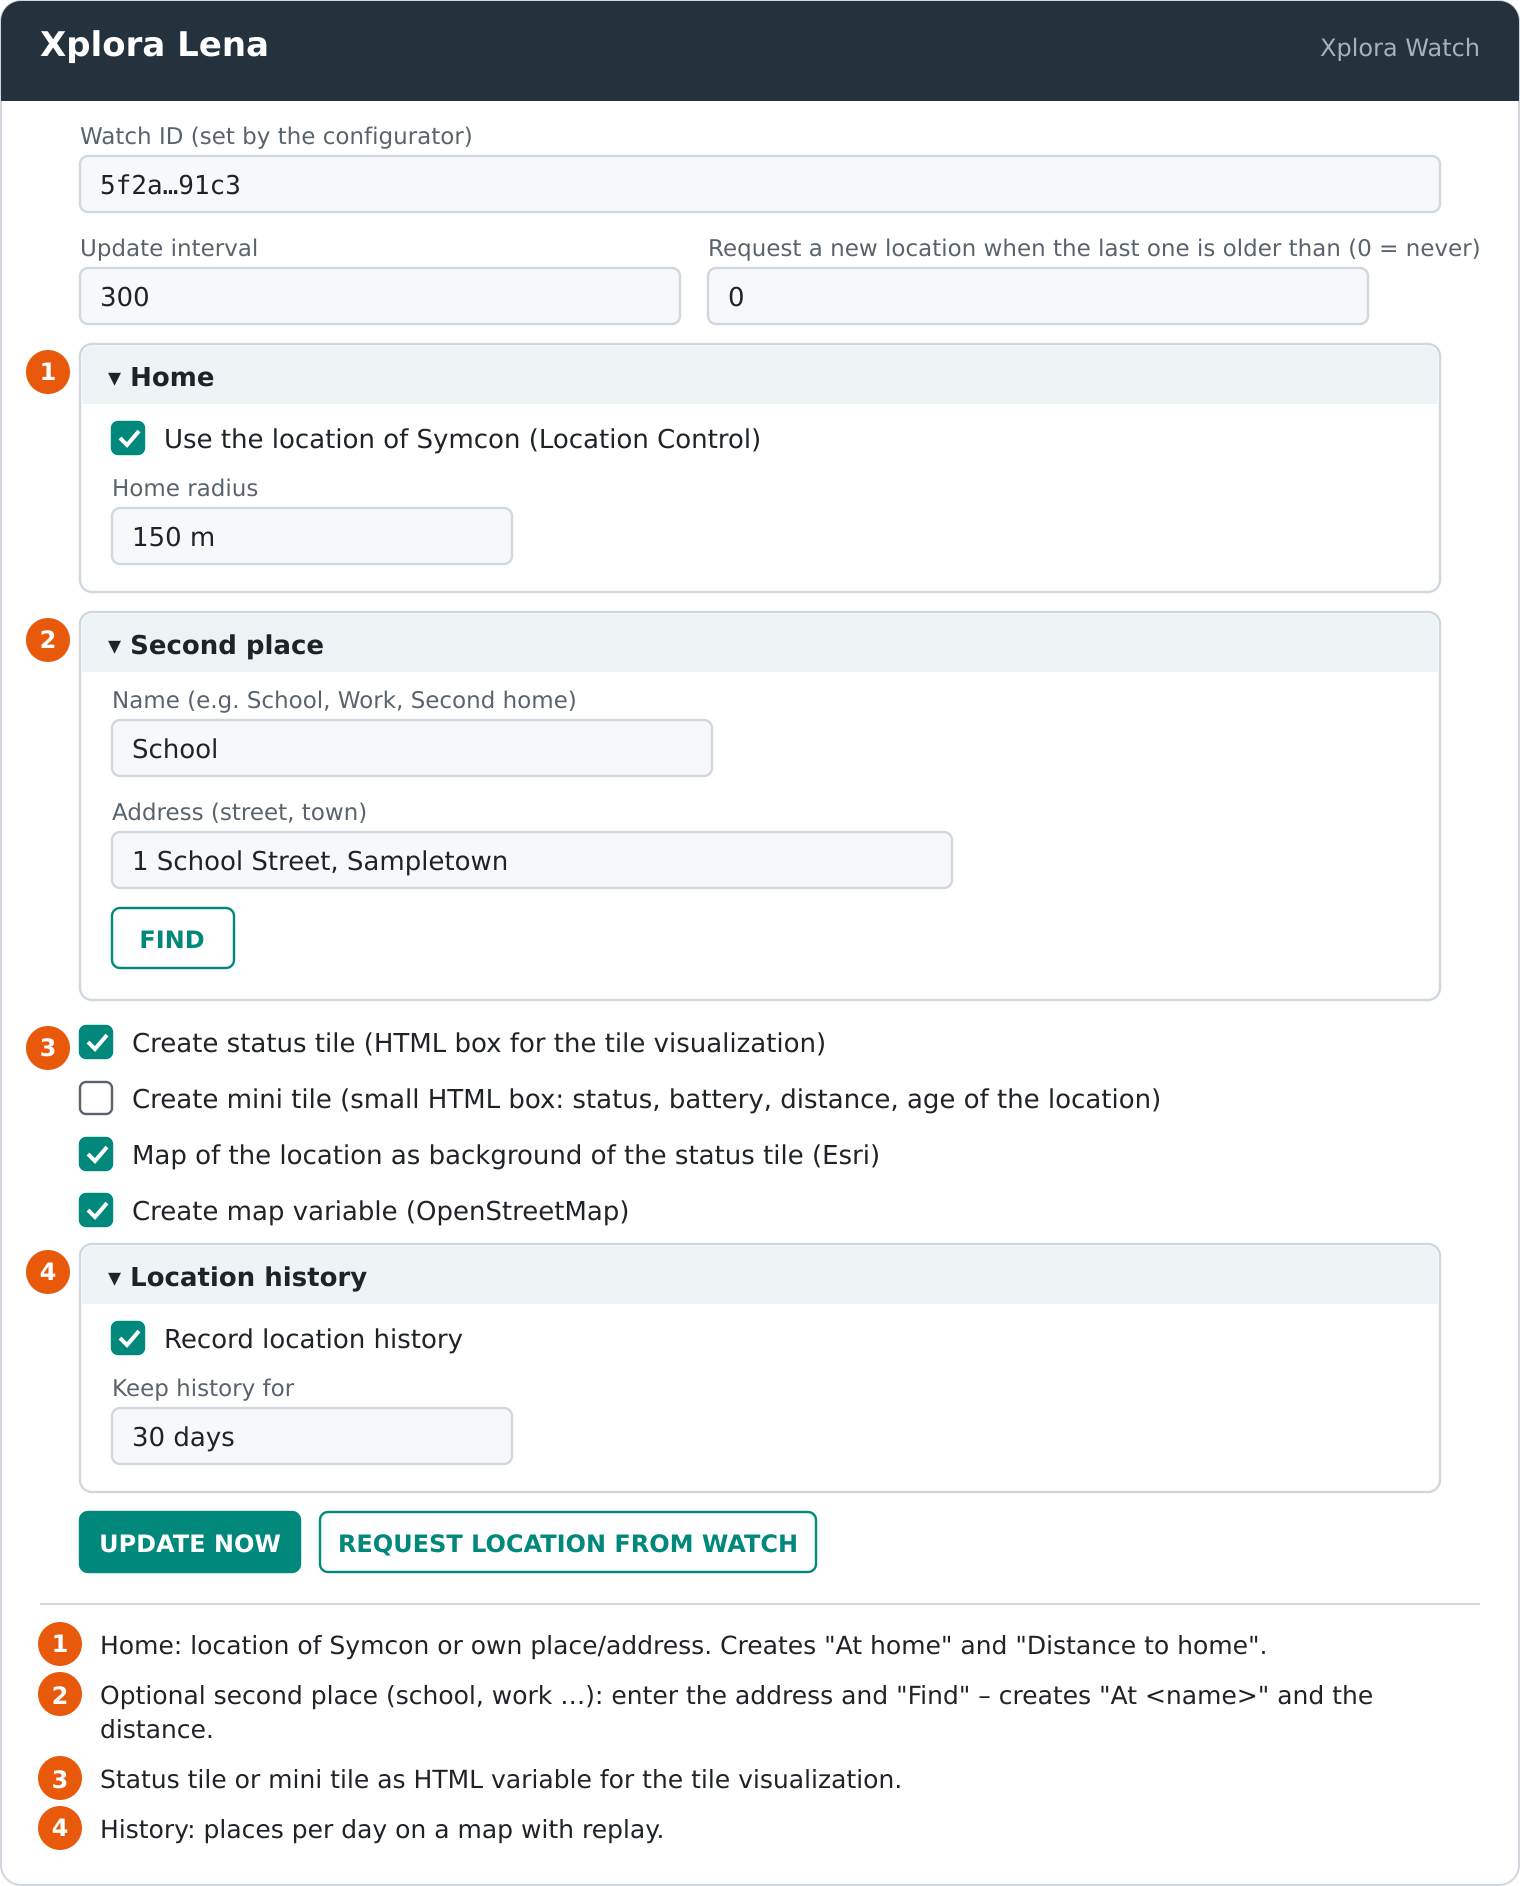 Xplora Lena
Xplora Watch
Watch ID (set by the configurator)
5f2a…91c3
Update interval
Request a new location when the last one is older than (0 = never)
300
0
1
▾ Home
Use the location of Symcon (Location Control)
Home radius
150 m
2
▾ Second place
Name (e.g. School, Work, Second home)
School
Address (street, town)
1 School Street, Sampletown
FIND
3
Create status tile (HTML box for the tile visualization)
Create mini tile (small HTML box: status, battery, distance, age of the location)
Map of the location as background of the status tile (Esri)
Create map variable (OpenStreetMap)
4
▾ Location history
Record location history
Keep history for
30 days
UPDATE NOW
REQUEST LOCATION FROM WATCH
1 Home: location of Symcon or own place/address. Creates "At home" and "Distance to home".
2 Optional second place (school, work …): enter the address and "Find" – creates "At <name>" and the
distance.
3 Status tile or mini tile as HTML variable for the tile visualization.
4 History: places per day on a map with replay.